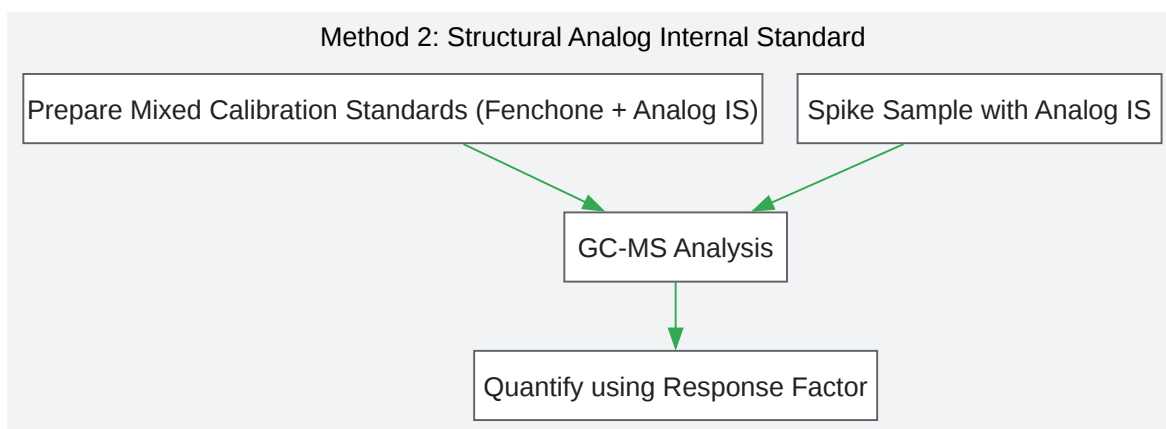 Method 2: Structural Analog Internal Standard
Prepare Mixed Calibration Standards (Fenchone + Analog IS)
Spike Sample with Analog IS
GC-MS Analysis
Quantify using Response Factor